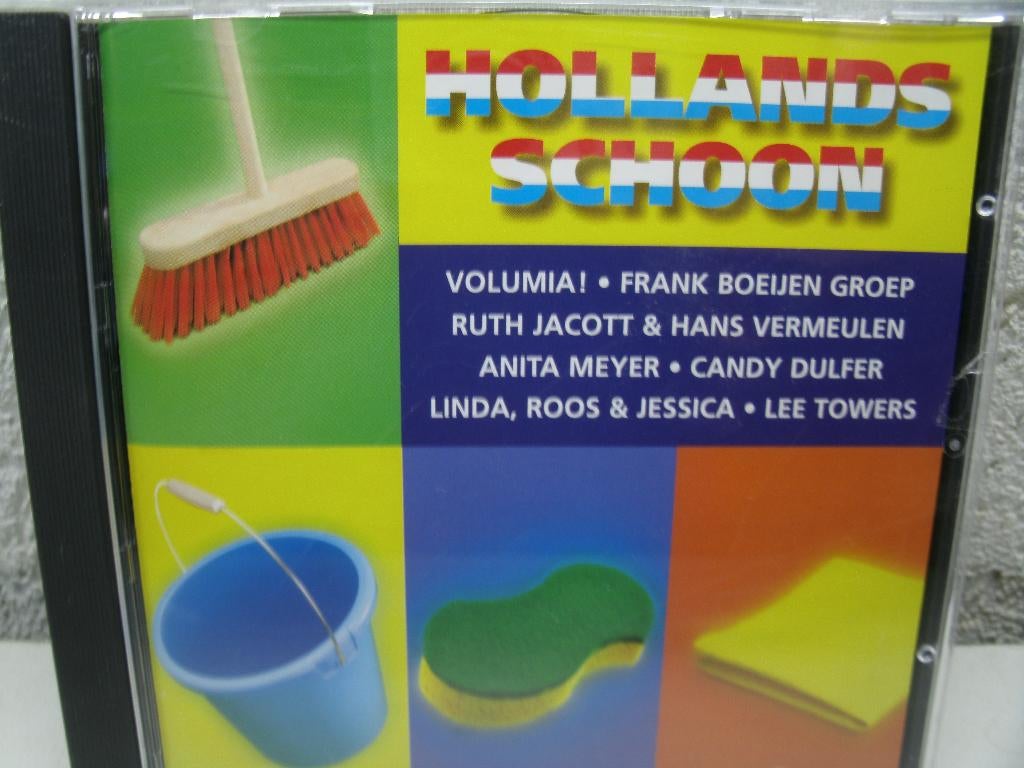 HOLLANDS
SCHOON
VOLUMIA! • FRANK BOEIJEN GROEP
RUTH JACOTT & HANS VERMEULEN
ANITA MEYER • CANDY DULFER
LINDA, ROOS & JESSICA • LEE TOWERS